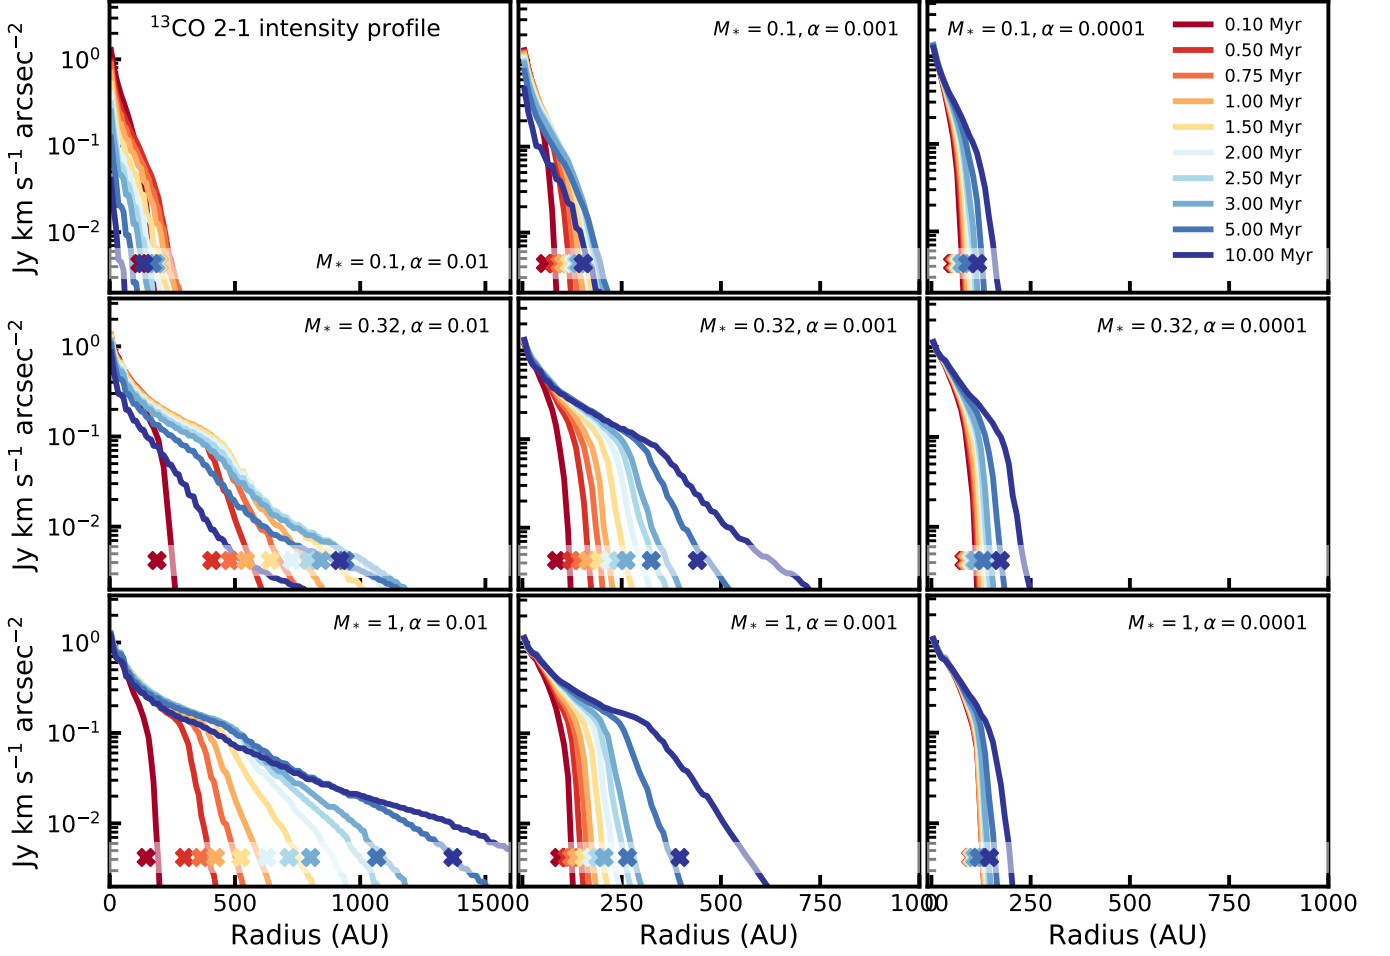 ¹³CO 2-1 intensity profile
M* = 0.1, α = 0.01
M* = 0.1, α = 0.001
M* = 0.1, α = 0.0001
0.10 Myr
0.50 Myr
0.75 Myr
1.00 Myr
1.50 Myr
2.00 Myr
2.50 Myr
3.00 Myr
5.00 Myr
10.00 Myr
Jy km s⁻¹ arcsec⁻²
10⁰
10⁻¹
10⁻²
M* = 0.32, α = 0.01
M* = 0.32, α = 0.001
M* = 0.32, α = 0.0001
Jy km s⁻¹ arcsec⁻²
10⁰
10⁻¹
10⁻²
M* = 1, α = 0.01
M* = 1, α = 0.001
M* = 1, α = 0.0001
Jy km s⁻¹ arcsec⁻²
10⁰
10⁻¹
10⁻²
0 500 1000 1500
0 250 500 750 1000
0 250 500 750 1000
Radius (AU)
Radius (AU)
Radius (AU)